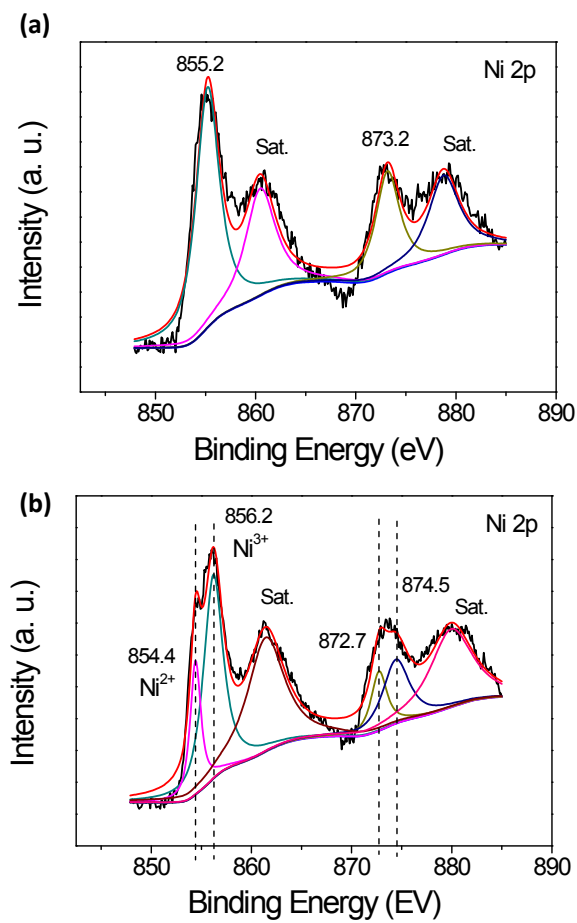 (a)
855.2
Ni 2p
Sat.
873.2
Sat.
Intensity (a. u.)
850 860 870 880 890
Binding Energy (eV)
(b)
856.2
Ni 2p
Ni³⁺
874.5
Sat.
Sat.
872.7
854.4
Ni²⁺
Intensity (a. u.)
850 860 870 880 890
Binding Energy (EV)